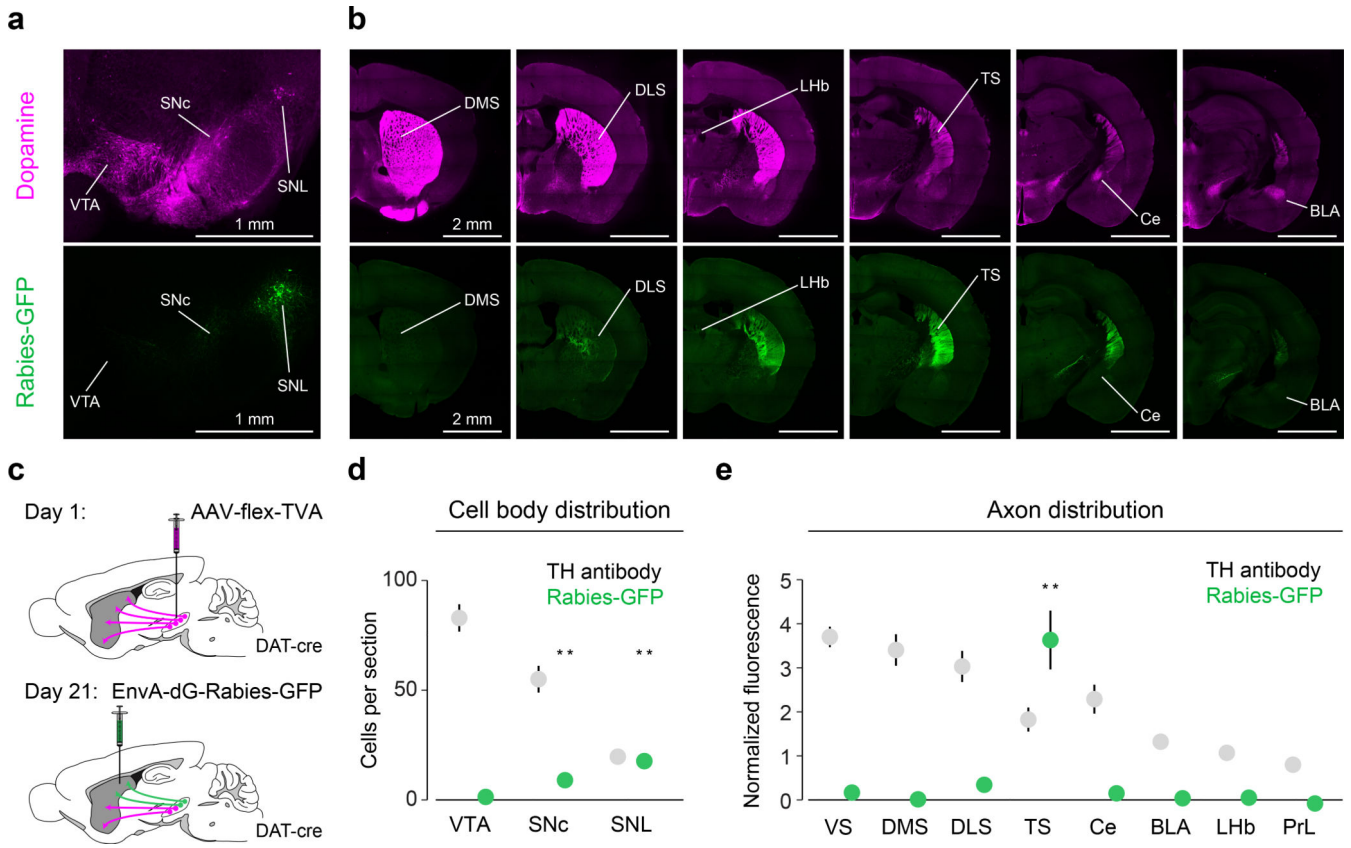 a
Dopamine
SNc
VTA
SNL
1 mm
Rabies-GFP
SNc
VTA
SNL
1 mm
b
DMS
2 mm
DLS
LHb
TS
Ce
BLA
DMS
2 mm
DLS
LHb
TS
Ce
BLA
c
Day 1: AAV-flex-TVA
DAT-cre
Day 21: EnvA-dG-Rabies-GFP
DAT-cre
d
Cell body distribution
TH antibody
Rabies-GFP
Cells per section
100
50
0
** **
VTA SNc SNL
e
Axon distribution
TH antibody
Rabies-GFP
Normalized fluorescence
5
4
3
2
1
0
**
VS DMS DLS TS Ce BLA LHb PrL